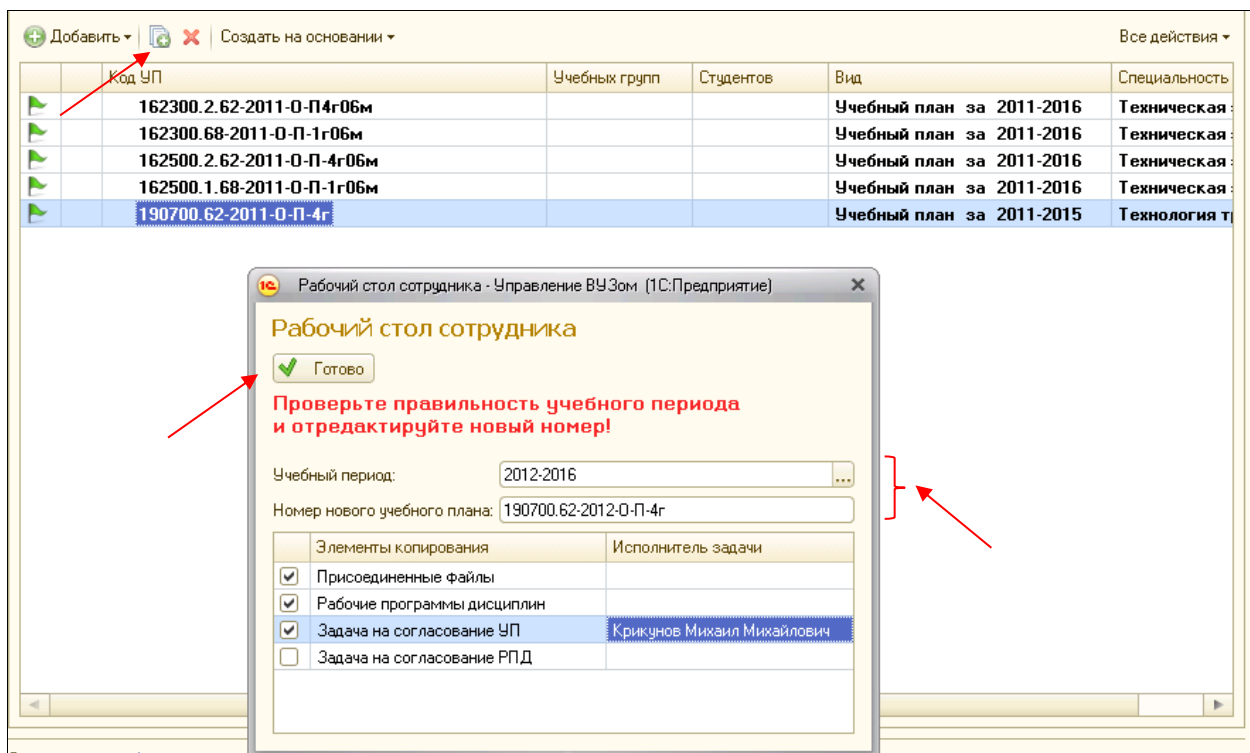 Добавить Создать на основании Все действия
Код УП Учебных групп Студентов Вид Специальность
162300.2.62-2011-О-П4г06м Учебный план за 2011-2016 Техническая
162300.68-2011-О-П-1г06м Учебный план за 2011-2016 Техническая
162500.2.62-2011-О-П-4г06м Учебный план за 2011-2016 Техническая
162500.1.68-2011-О-П-1г06м Учебный план за 2011-2016 Техническая
190700.62-2011-О-П-4г Учебный план за 2011-2015 Технология
1С Рабочий стол сотрудника - Управление ВУЗом (1С:Предприятие)
Рабочий стол сотрудника
Готово
Проверьте правильность учебного периода
и отредактируйте новый номер!
Учебный период: 2012-2016 ...
Номер нового учебного плана: 190700.62-2012-О-П-4г
Элементы копирования Исполнитель задачи
Присоединенные файлы
Рабочие программы дисциплин
Задача на согласование УП Крикунов Михаил Михайлович
Задача на согласование РПД